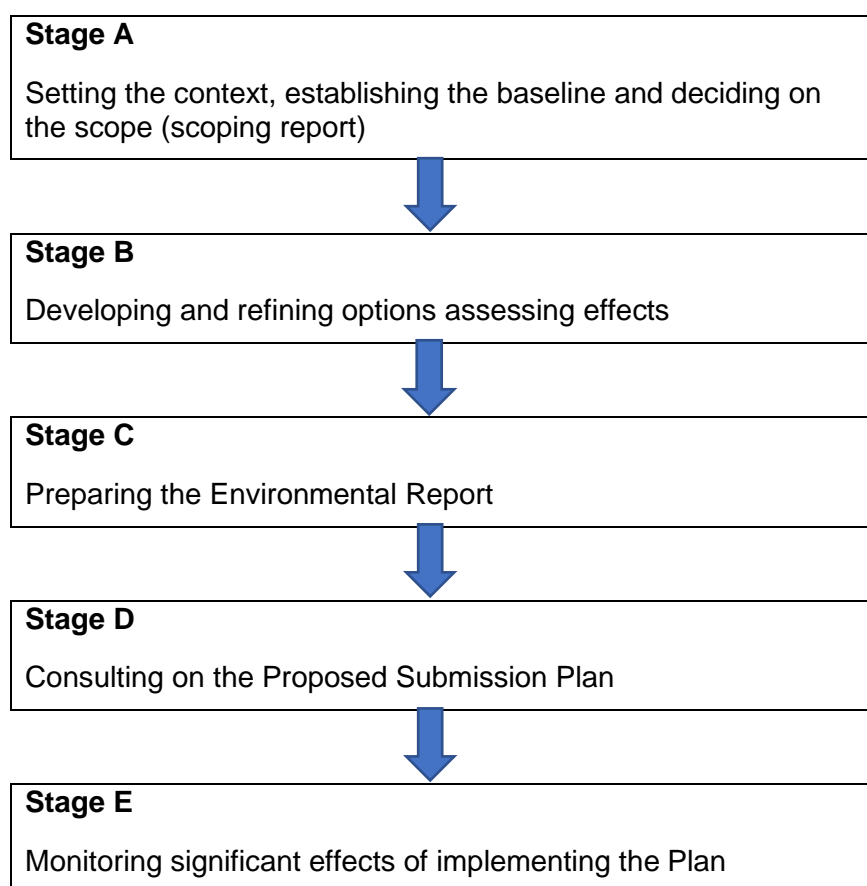 Stage A
Setting the context, establishing the baseline and deciding on
the scope (scoping report)
Stage B
Developing and refining options assessing effects
Stage C
Preparing the Environmental Report
Stage D
Consulting on the Proposed Submission Plan
Stage E
Monitoring significant effects of implementing the Plan